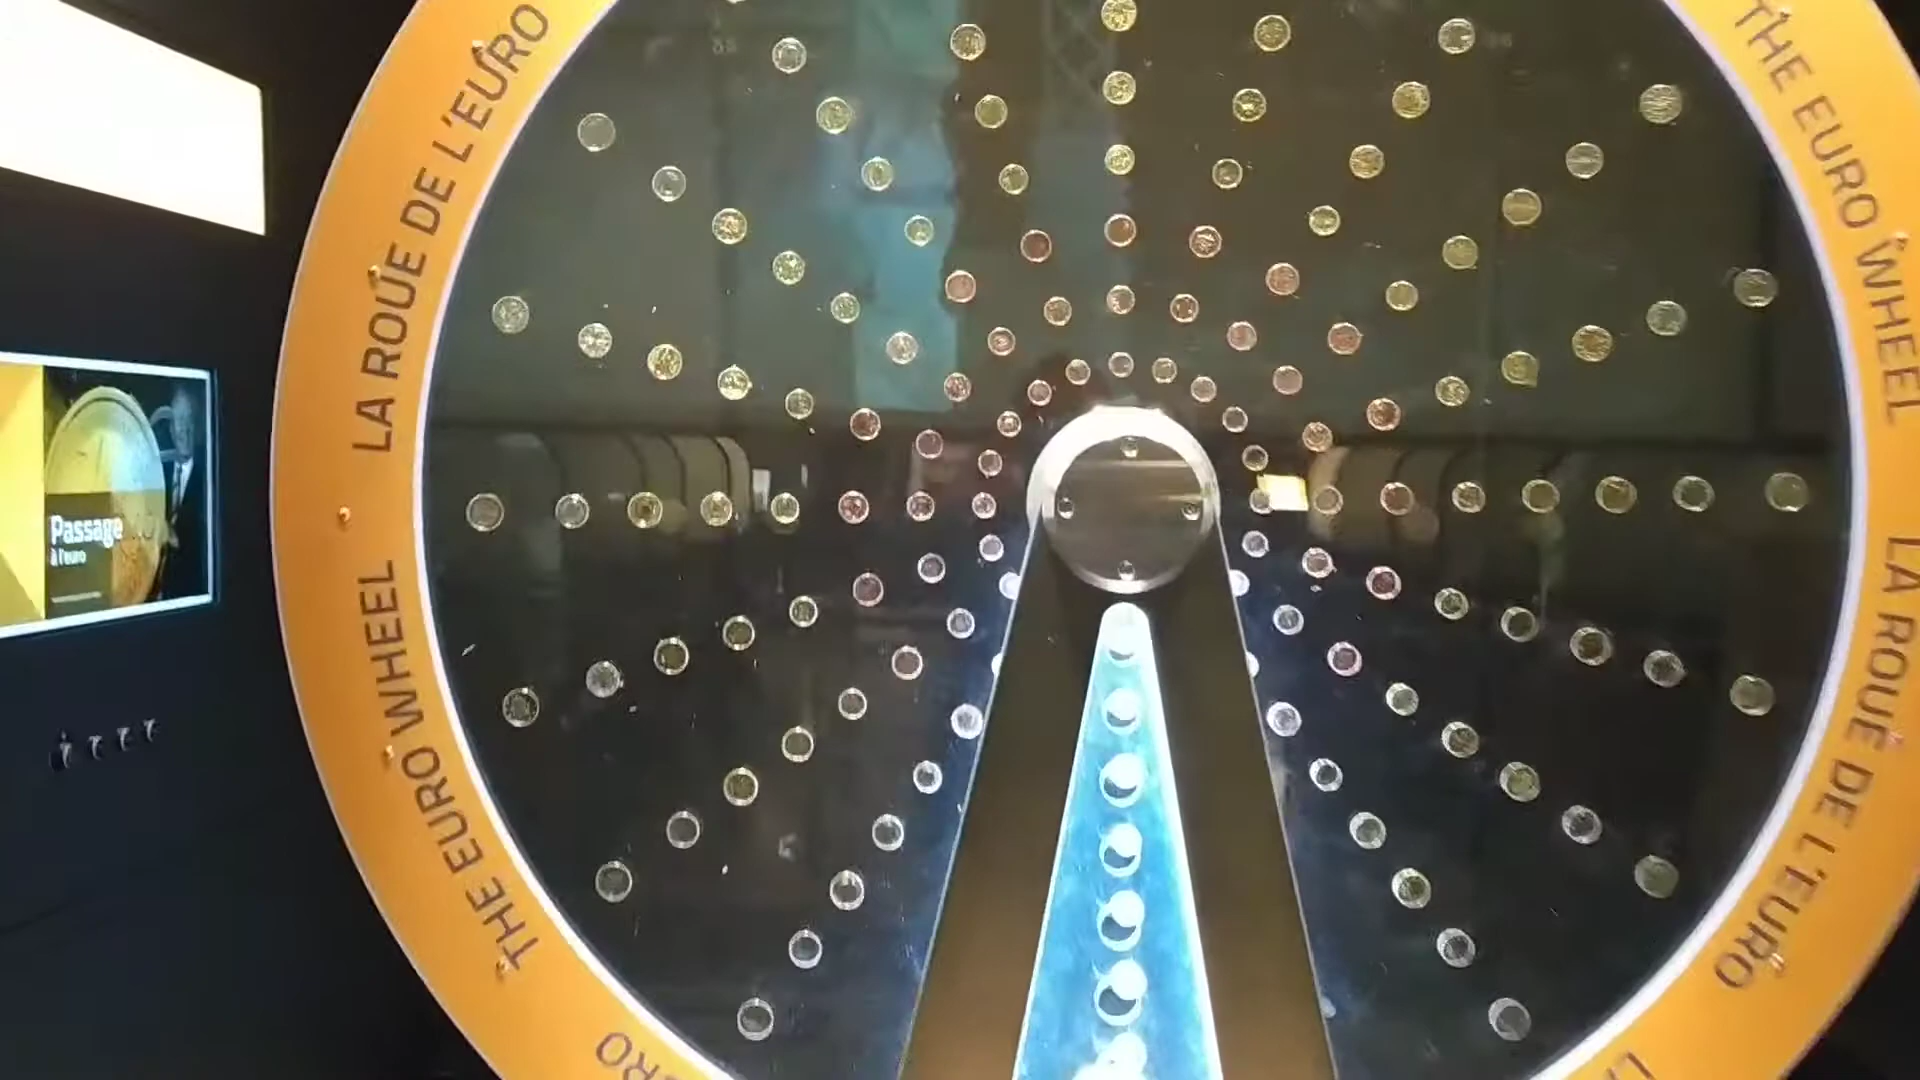 LA ROUE DE L'EURO
THE EURO WHEEL
THE EURO WHEEL
LA ROUE DE L'EURO
Passage
à l'euro